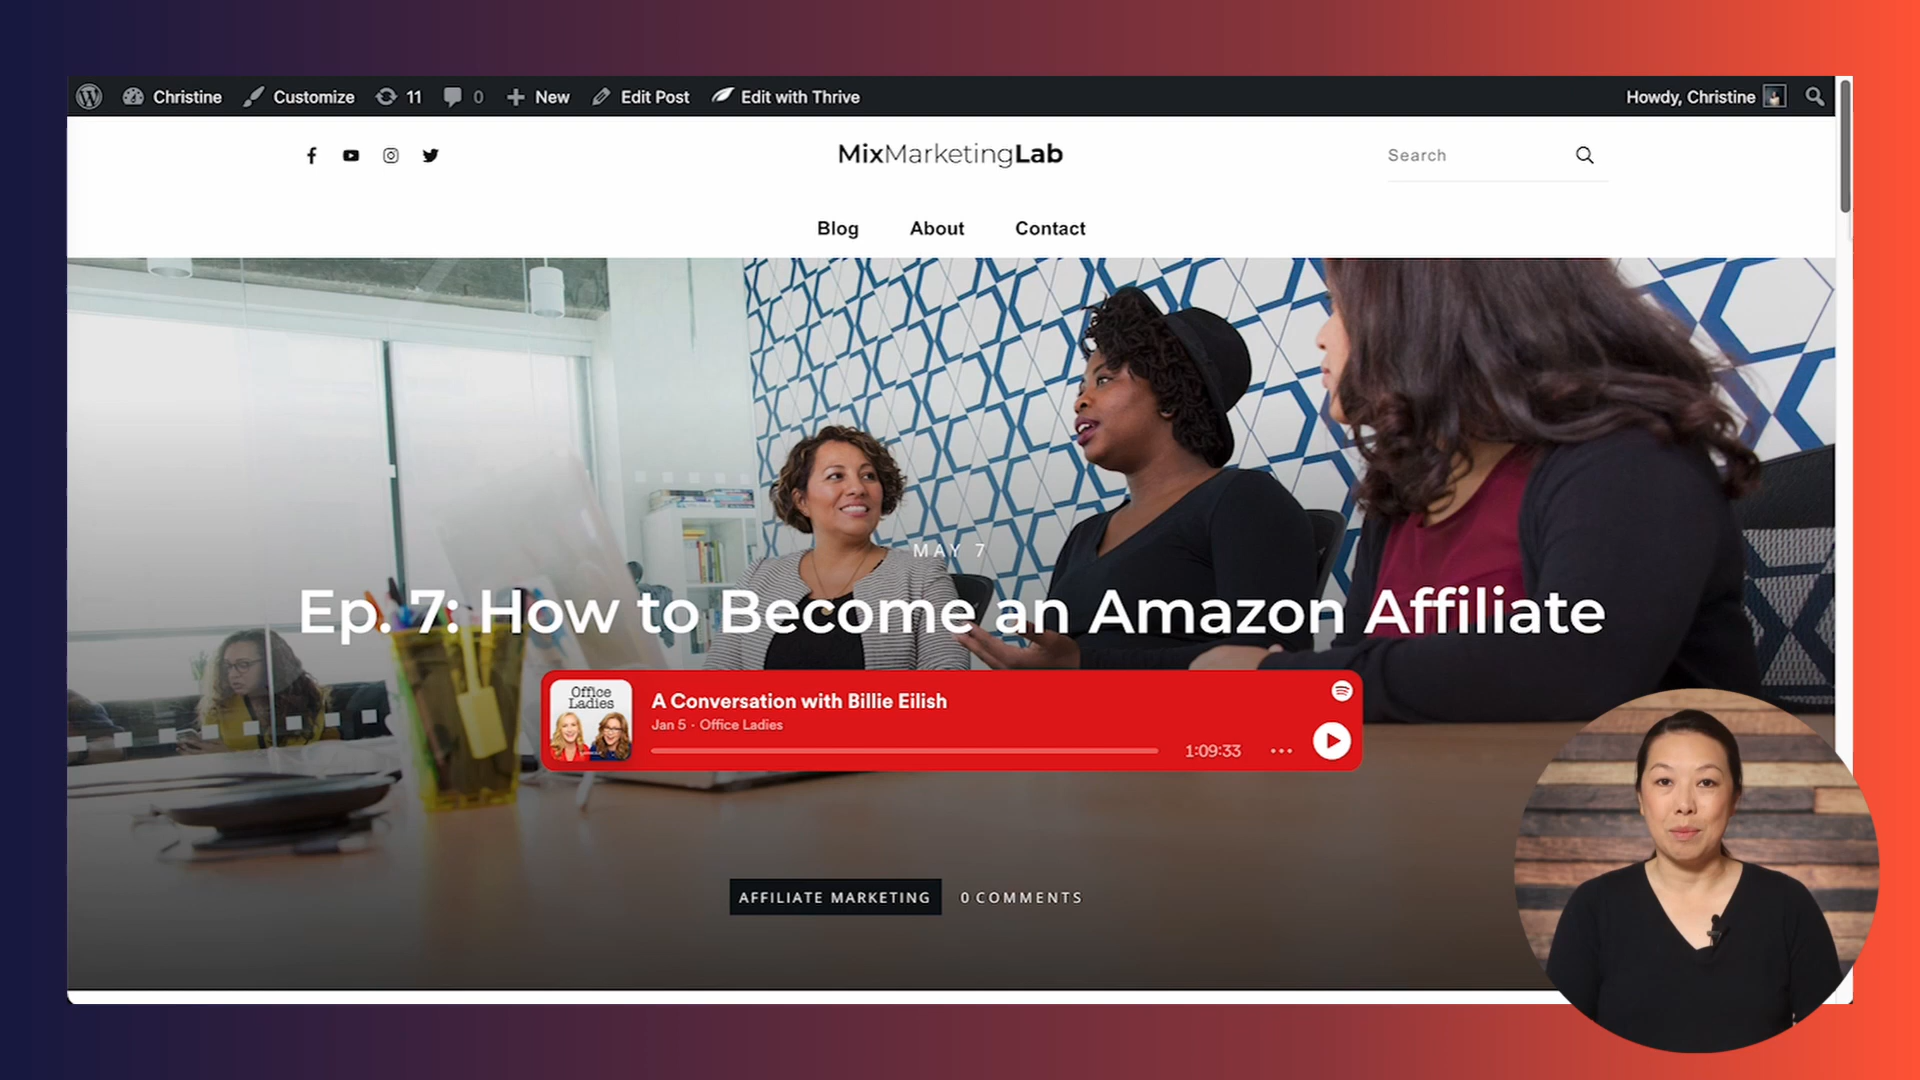 Christine Customize 11 0 New Edit Post Edit with Thrive Howdy, Christine
MixMarketingLab
Search
Blog About Contact
MAY 7
Ep. 7: How to Become an Amazon Affiliate
Office
Ladies
A Conversation with Billie Eilish
Jan 5 · Office Ladies
1:09:33
AFFILIATE MARKETING 0 COMMENTS